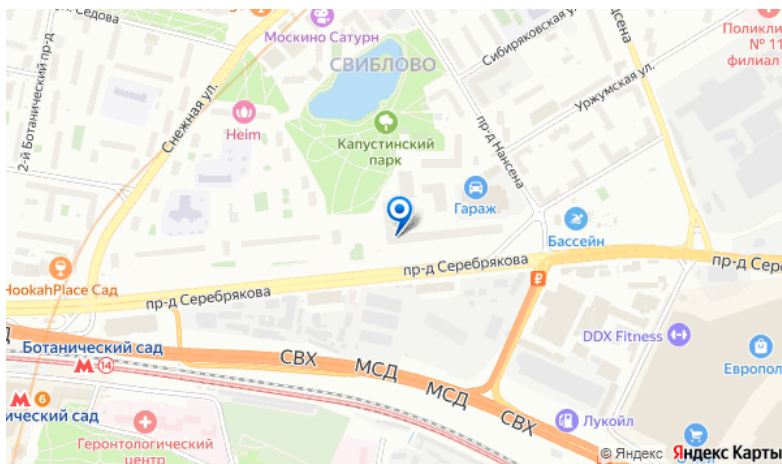 ул. Седова
Москино Сатурн
СВИБЛОВО
Сибиряковская ул.
Поликли
№ 11
филиал
2-й Ботанический пр-д
Снежная ул.
Уржумская ул.
Heim
Капустинский
парк
пр-д Нансена
Гараж
Бассейн
HookahPlace Сад
пр-д Серебрякова
пр-д Серебрякова
пр-д Сере
₽
DDX Fitness
Ботанический сад
14
СВХ
МСД
МСД
СВХ
Европол
6
ический сад
Лукойл
Геронтологический
центр
© Яндекс Яндекс Карты